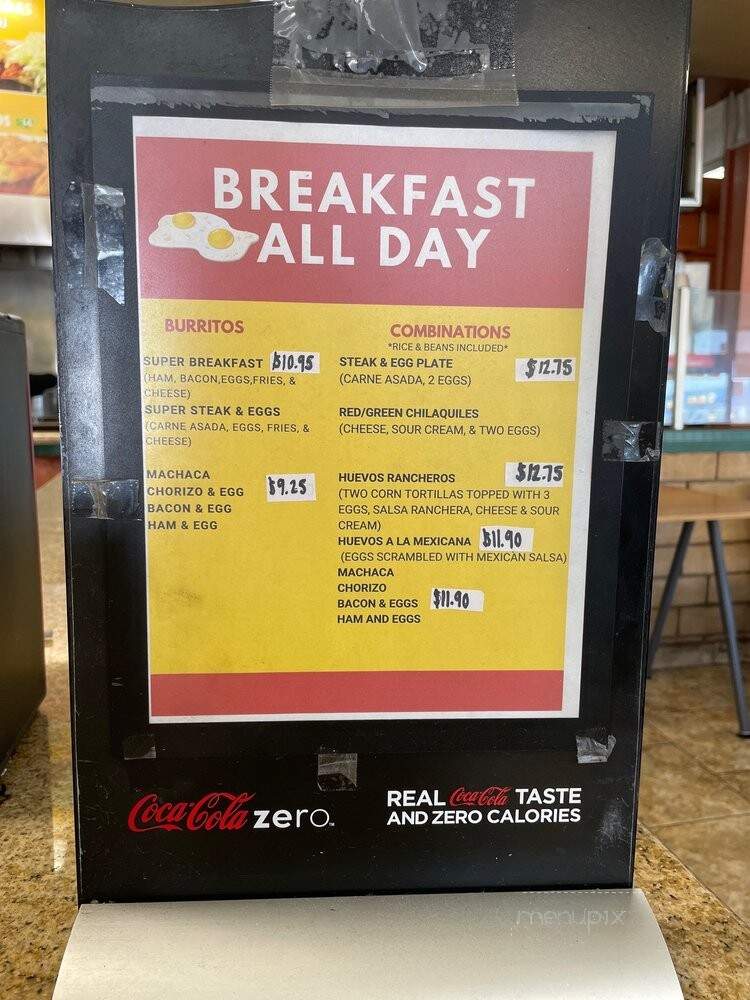 BREAKFAST
ALL DAY
BURRITOS
SUPER BREAKFAST $10.95
(HAM, BACON,EGGS,FRIES, &
CHEESE)
SUPER STEAK & EGGS
(CARNE ASADA, EGGS, FRIES, &
CHEESE)
MACHACA
CHORIZO & EGG $9.25
BACON & EGG
HAM & EGG
COMBINATIONS
*RICE & BEANS INCLUDED*
STEAK & EGG PLATE $12.75
(CARNE ASADA, 2 EGGS)
RED/GREEN CHILAQUILES
(CHEESE, SOUR CREAM, & TWO EGGS)
HUEVOS RANCHEROS $12.75
(TWO CORN TORTILLAS TOPPED WITH 3
EGGS, SALSA RANCHERA, CHEESE & SOUR
CREAM)
HUEVOS A LA MEXICANA $11.90
(EGGS SCRAMBLED WITH MEXICAN SALSA)
MACHACA
CHORIZO
BACON & EGGS $11.90
HAM AND EGGS
Coca-Cola zero™
REAL Coca-Cola TASTE
AND ZERO CALORIES
menupix